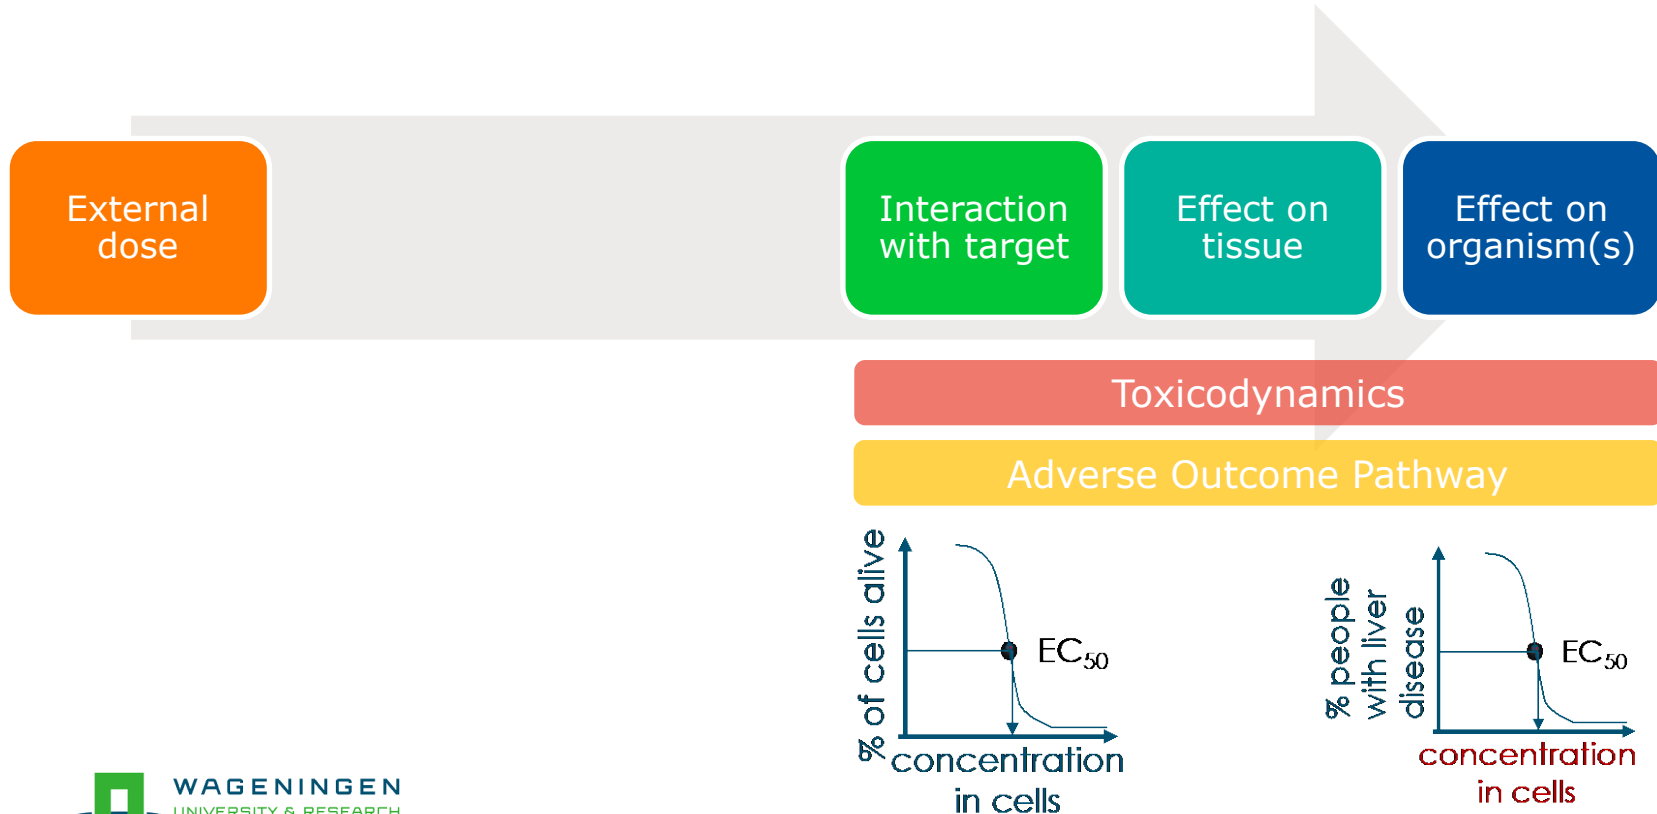 External
dose
Interaction
with target
Effect on
tissue
Effect on
organism(s)
Toxicodynamics
Adverse Outcome Pathway
% of cells alive
EC50
concentration
in cells
% people
with liver
disease
EC50
concentration
in cells
WAGENINGEN
UNIVERSITY & RESEARCH